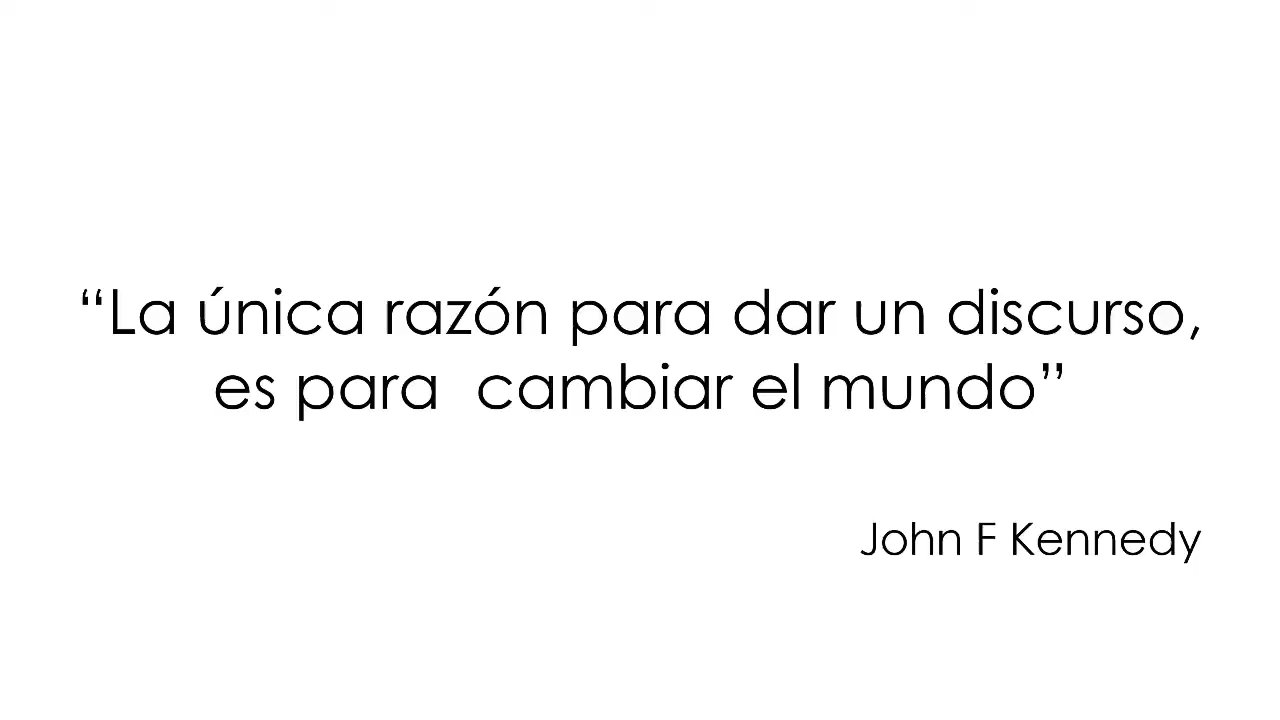 “La única razón para dar un discurso,
es para  cambiar el mundo”
John F Kennedy